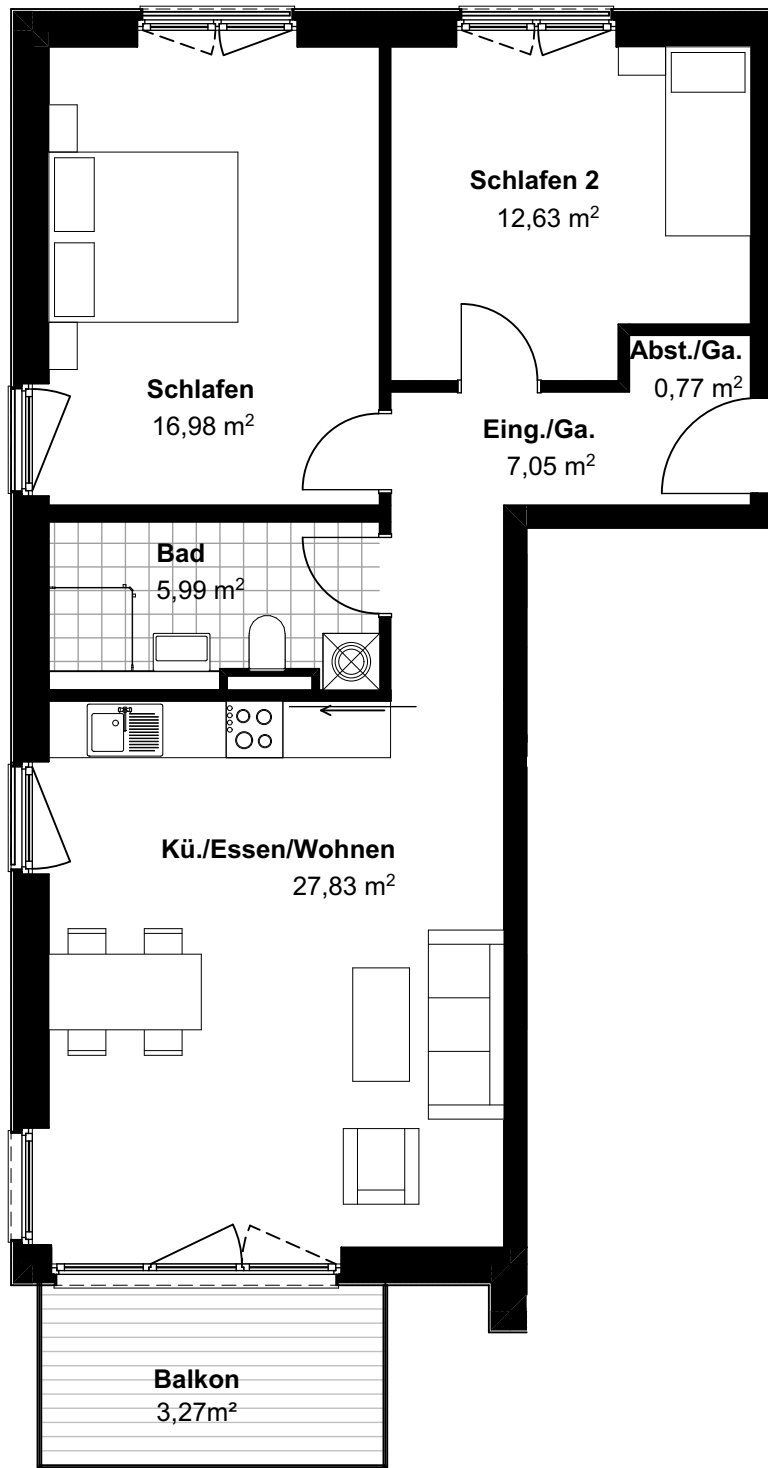 Schlafen 2
12,63 m²
Abst./Ga.
0,77 m²
Schlafen
16,98 m²
Eing./Ga.
7,05 m²
Bad
5,99 m²
Kü./Essen/Wohnen
27,83 m²
Balkon
3,27m²